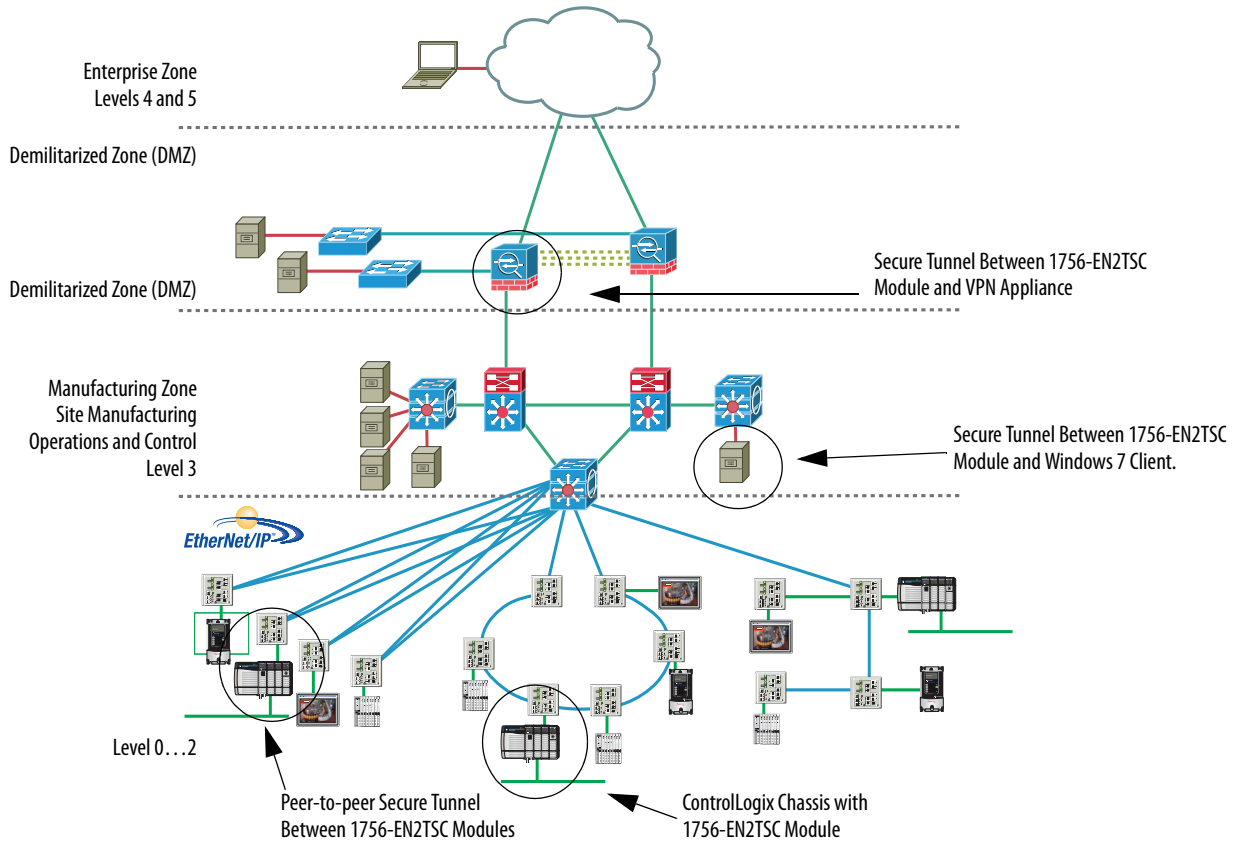 Enterprise Zone
Levels 4 and 5
Demilitarized Zone (DMZ)
Demilitarized Zone (DMZ)
Secure Tunnel Between 1756-EN2TSC
Module and VPN Appliance
Manufacturing Zone
Site Manufacturing
Operations and Control
Level 3
Secure Tunnel Between 1756-EN2TSC
Module and Windows 7 Client.
EtherNet/IP
Level 0...2
Peer-to-peer Secure Tunnel
Between 1756-EN2TSC Modules
ControlLogix Chassis with
1756-EN2TSC Module